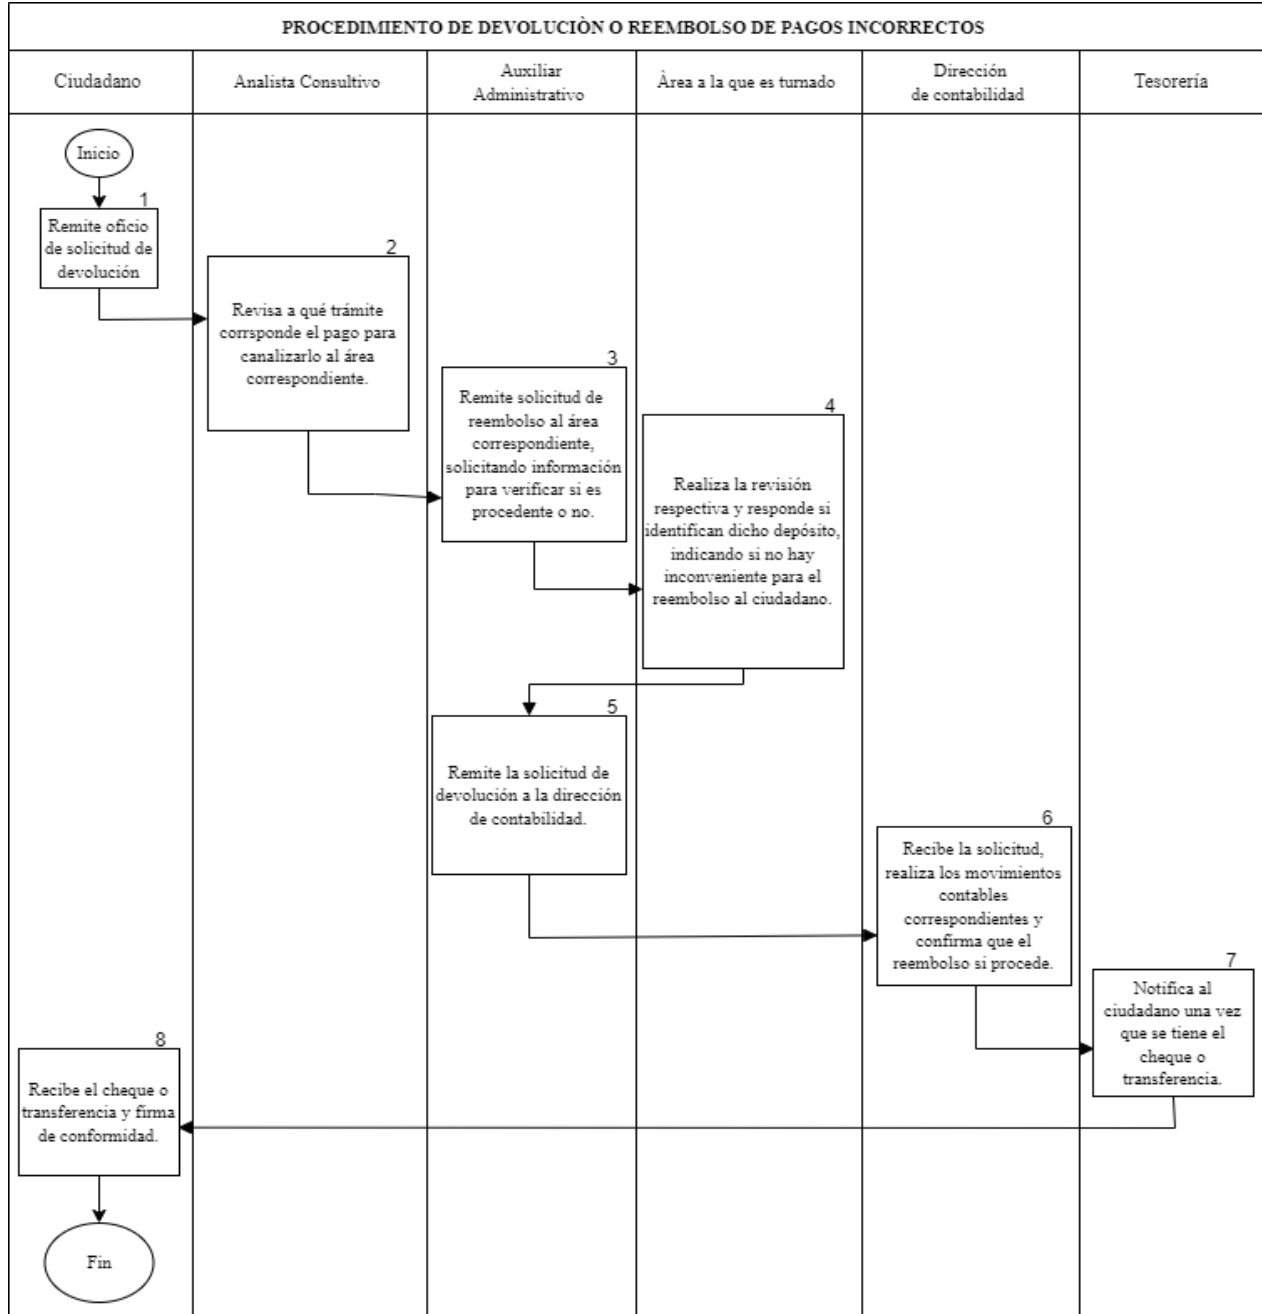 PROCEDIMIENTO DE DEVOLUCIÒN O REEMBOLSO DE PAGOS INCORRECTOS
Ciudadano
Analista Consultivo
Auxiliar
Administrativo
Àrea a la que es turnado
Dirección
de contabilidad
Tesorería
Inicio
1
Remite oficio
de solicitud de
devolución
2
Revisa a qué trámite
corrsponde el pago para
canalizarlo al área
correspondiente.
3
Remite solicitud de
reembolso al área
correspondiente,
solicitando información
para verificar si es
procedente o no.
4
Realiza la revisión
respectiva y responde si
identifican dicho depósito,
indicando si no hay
inconveniente para el
reembolso al ciudadano.
5
Remite la solicitud de
devolución a la dirección
de contabilidad.
6
Recibe la solicitud,
realiza los movimientos
contables
correspondientes y
confirma que el
reembolso si procede.
7
Notifica al
ciudadano una vez
que se tiene el
cheque o
transferencia.
8
Recibe el cheque o
transferencia y firma
de conformidad.
Fin